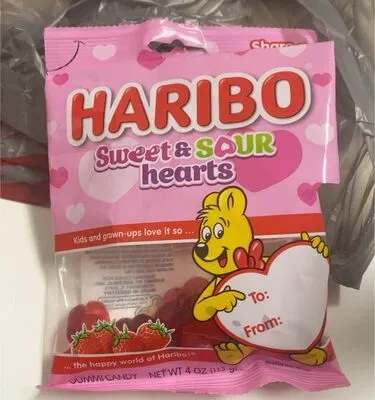 Share
HARIBO
Sweet & SOUR
hearts
Kids and grown-ups love it so ...
To:
From:
... the happy world of Haribo!
GUMMI CANDY NET WT 4 OZ (113 g)